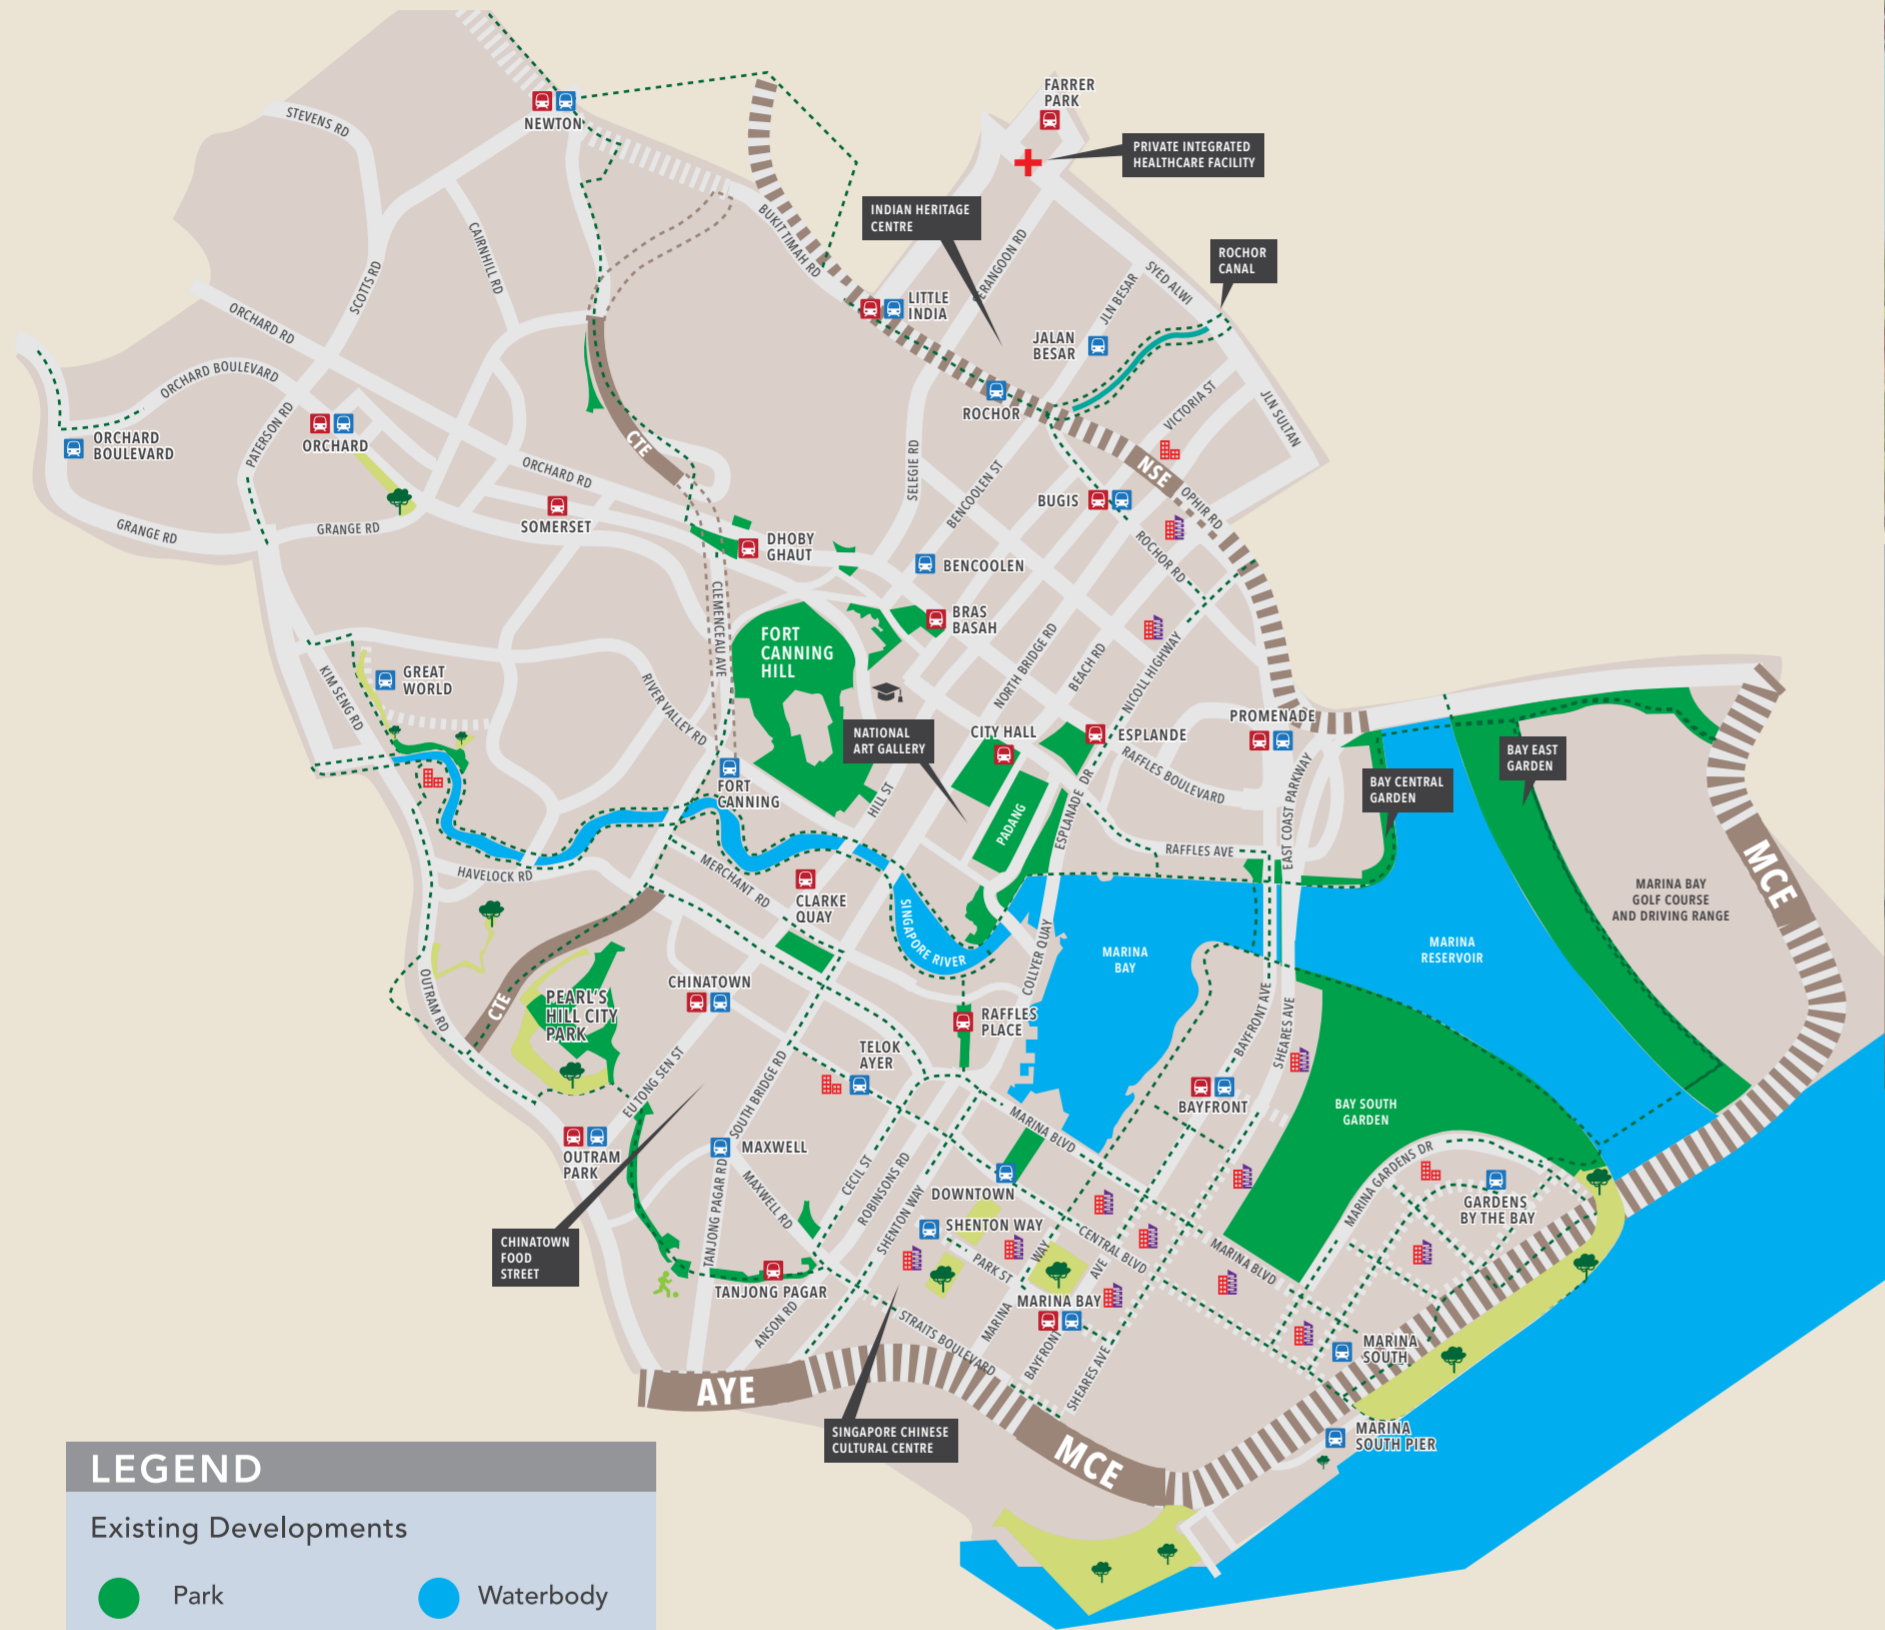 FARRER
PARK
STEVENS RD
NEWTON
PRIVATE INTEGRATED
HEALTHCARE FACILITY
INDIAN HERITAGE
CENTRE
BUKIT TIMAH RD
CAIRNHILL RD
SCOTTS RD
SERANGOON RD
SYED ALWI
ROCHOR
CANAL
JLN BESAR
LITTLE
INDIA
ORCHARD RD
JALAN
BESAR
ORCHARD BOULEVARD
PATERSON RD
ROCHOR
VICTORIA ST
JLN SULTAN
ORCHARD
BOULEVARD
ORCHARD
CTE
ORCHARD RD
SELEGIE RD
BENCOOLEN ST
NSE
OPHIR RD
BUGIS
SOMERSET
GRANGE RD
GRANGE RD
DHOBY
GHAUT
BENCOOLEN
ROCHOR RD
CLEMENCEAU AVE
BRAS
BASAH
FORT
CANNING
HILL
NORTH BRIDGE RD
BEACH RD
NICOLL HIGHWAY
GREAT
WORLD
KIM SENG RD
RIVER VALLEY RD
NATIONAL
ART GALLERY
CITY HALL
ESPLANDE
PROMENADE
RAFFLES BOULEVARD
BAY EAST
GARDEN
BAY CENTRAL
GARDEN
FORT
CANNING
HILL ST
PADANG
ESPLANADE DR
EAST COAST PARKWAY
RAFFLES AVE
MCE
HAVELOCK RD
MERCHANT RD
CLARKE
QUAY
SINGAPORE RIVER
COLLYER QUAY
MARINA
BAY
MARINA
RESERVOIR
MARINA BAY
GOLF COURSE
AND DRIVING RANGE
OUTRAM RD
CTE
PEARL'S
HILL CITY
PARK
CHINATOWN
RAFFLES
PLACE
BAYFRONT AVE
SHEARES AVE
TELOK
AYER
EU TONG SEN ST
SOUTH BRIDGE RD
BAYFRONT
BAY SOUTH
GARDEN
MARINA BLVD
OUTRAM
PARK
MAXWELL
CECIL ST
ROBINSONS RD
DOWNTOWN
MARINA GARDENS DR
GARDENS
BY THE BAY
TANJONG PAGAR RD
MAXWELL RD
SHENTON WAY
SHENTON WAY
CENTRAL BLVD
MARINA BLVD
CHINATOWN
FOOD
STREET
PARK ST
WAY
AVE
TANJONG PAGAR
MARINA BAY
ANSON RD
MARINA
STRAITS BOULEVARD
BAYFRONT
SHEARES AVE
MARINA
SOUTH
AYE
SINGAPORE CHINESE
CULTURAL CENTRE
MCE
MARINA
SOUTH PIER
LEGEND
Existing Developments
Park
Waterbody